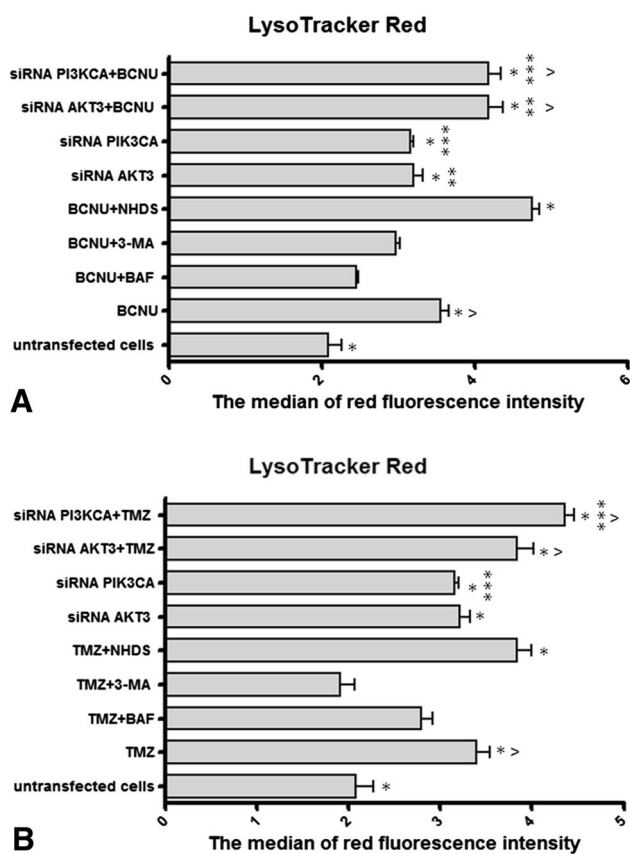 LysoTracker Red
siRNA PI3KCA+BCNU * *** >
siRNA AKT3+BCNU * ** >
siRNA PIK3CA * ***
siRNA AKT3 * **
BCNU+NHDS *
BCNU+3-MA
BCNU+BAF
BCNU * >
untransfected cells *
0 2 4 6
A The median of red fluorescence intensity
LysoTracker Red
siRNA PI3KCA+TMZ * *** >
siRNA AKT3+TMZ * >
siRNA PIK3CA * ***
siRNA AKT3 *
TMZ+NHDS *
TMZ+3-MA
TMZ+BAF
TMZ * >
untransfected cells *
0 1 2 3 4 5
B The median of red fluorescence intensity